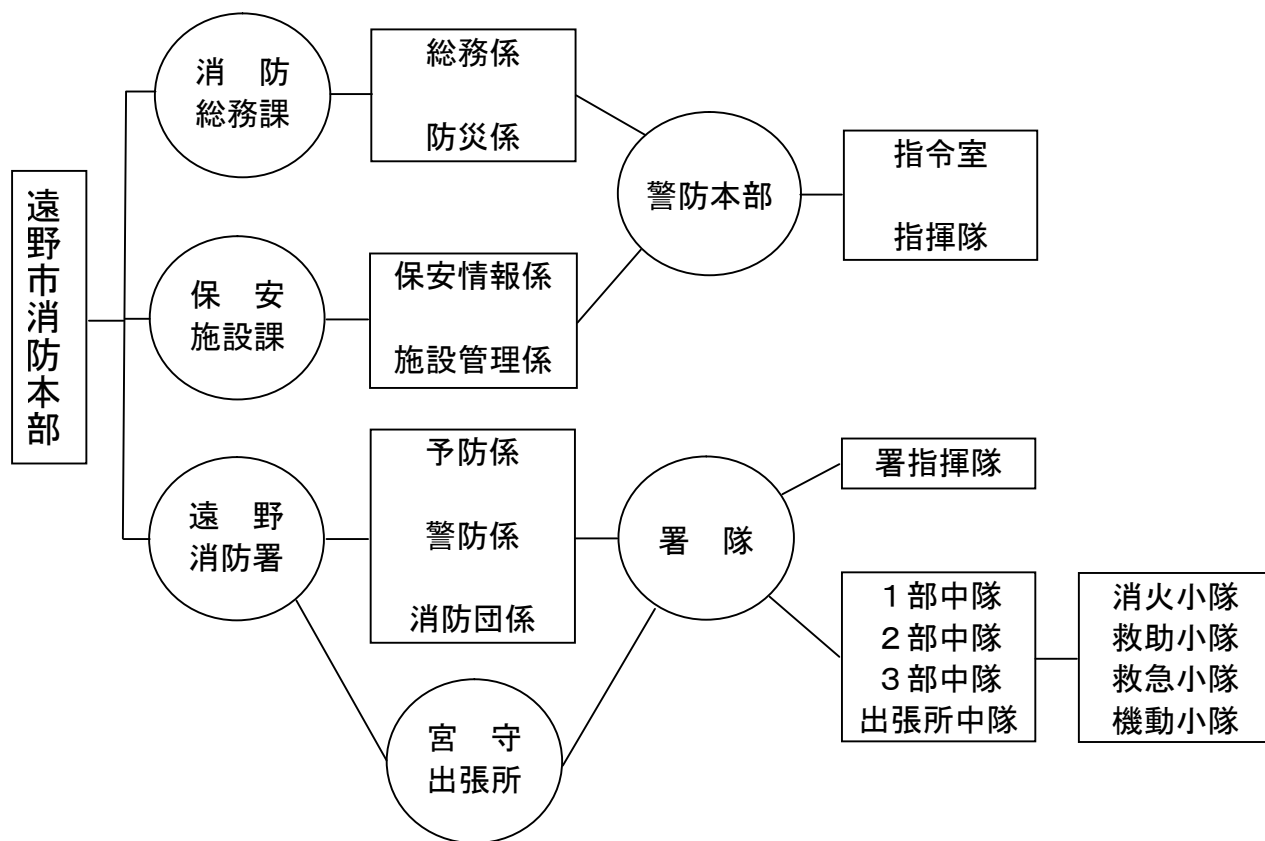 遠野市消防本部
消　防
総務課
総務係
防災係
警防本部
指令室
指揮隊
保　安
施設課
保安情報係
施設管理係
遠　野
消防署
予防係
警防係
消防団係
宮　守
出張所
署　隊
署指揮隊
１部中隊
２部中隊
３部中隊
出張所中隊
消火小隊
救助小隊
救急小隊
機動小隊